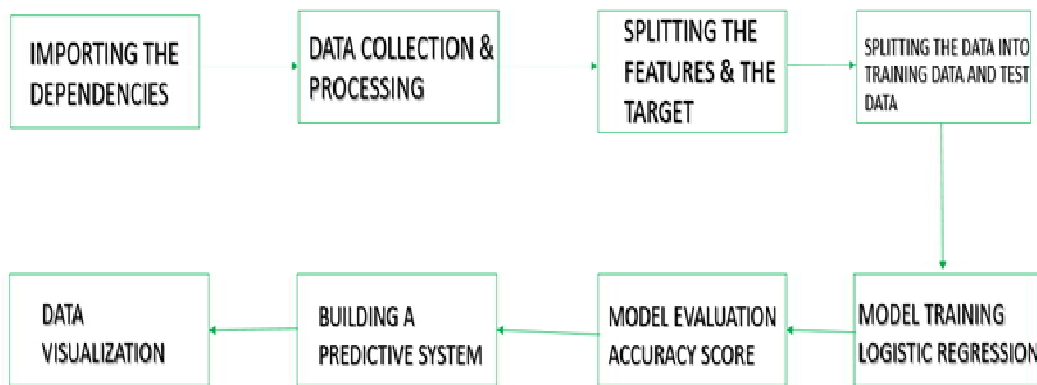 IMPORTING THE
DEPENDENCIES
DATA COLLECTION &
PROCESSING
SPLITTING THE
FEATURES & THE
TARGET
SPLITTING THE DATA INTO
TRAINING DATA AND TEST
DATA
MODEL TRAINING
LOGISTIC REGRESSION
MODEL EVALUATION
ACCURACY SCORE
BUILDING A
PREDICTIVE SYSTEM
DATA
VISUALIZATION